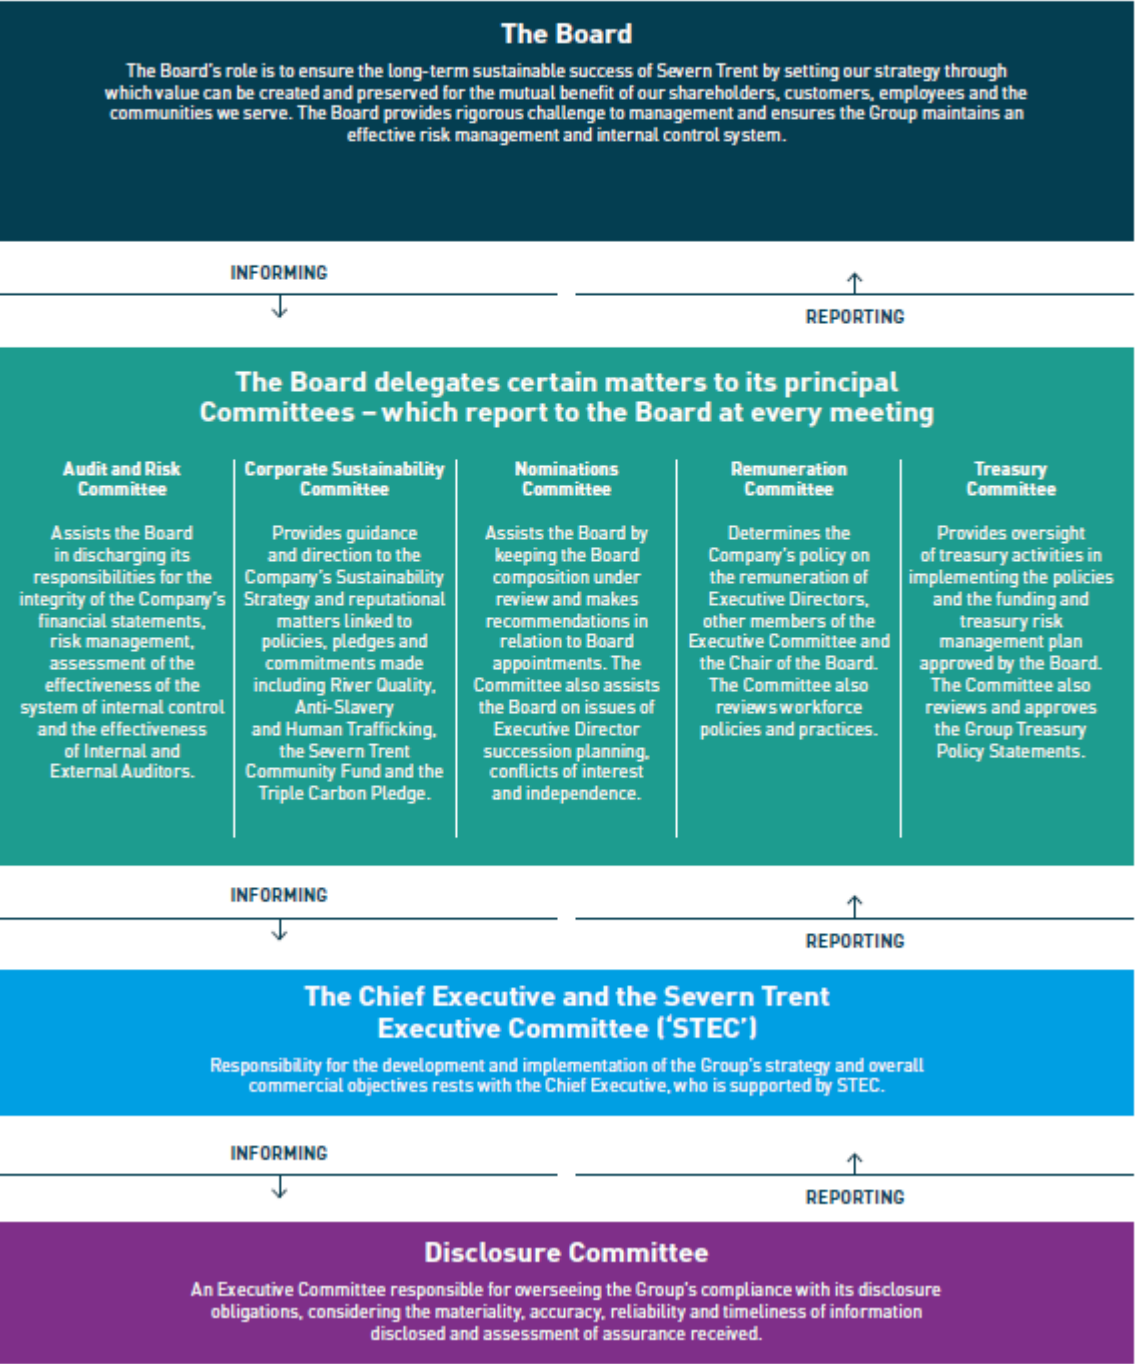 The Board
The Board's role is to ensure the long-term sustainable success of Severn Trent by setting our strategy through
which value can be created and preserved for the mutual benefit of our shareholders, customers, employees and the
communities we serve. The Board provides rigorous challenge to management and ensures the Group maintains an
effective risk management and internal control system.
INFORMING
REPORTING
The Board delegates certain matters to its principal
Committees – which report to the Board at every meeting
Audit and Risk
Committee
Assists the Board
in discharging its
responsibilities for the
integrity of the Company's
financial statements,
risk management,
assessment of the
effectiveness of the
system of internal control
and the effectiveness
of Internal and
External Auditors.
Corporate Sustainability
Committee
Provides guidance
and direction to the
Company's Sustainability
Strategy and reputational
matters linked to
policies, pledges and
commitments made
including River Quality,
Anti-Slavery
and Human Trafficking,
the Severn Trent
Community Fund and the
Triple Carbon Pledge.
Nominations
Committee
Assists the Board by
keeping the Board
composition under
review and makes
recommendations in
relation to Board
appointments. The
Committee also assists
the Board on issues of
Executive Director
succession planning,
conflicts of interest
and independence.
Remuneration
Committee
Determines the
Company's policy on
the remuneration of
Executive Directors,
other members of the
Executive Committee and
the Chair of the Board.
The Committee also
reviews workforce
policies and practices.
Treasury
Committee
Provides oversight
of treasury activities in
implementing the policies
and the funding and
treasury risk
management plan
approved by the Board.
The Committee also
reviews and approves
the Group Treasury
Policy Statements.
INFORMING
REPORTING
The Chief Executive and the Severn Trent
Executive Committee ('STEC')
Responsibility for the development and implementation of the Group's strategy and overall
commercial objectives rests with the Chief Executive, who is supported by STEC.
INFORMING
REPORTING
Disclosure Committee
An Executive Committee responsible for overseeing the Group's compliance with its disclosure
obligations, considering the materiality, accuracy, reliability and timeliness of information
disclosed and assessment of assurance received.